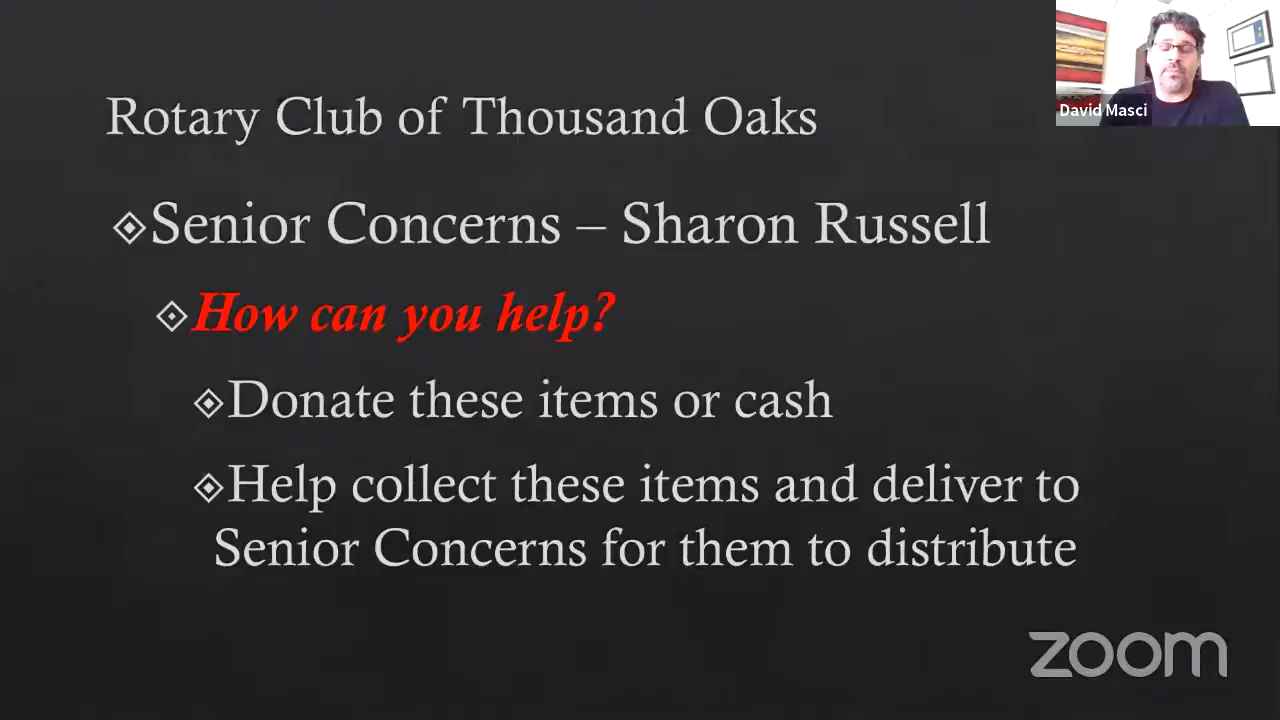 Rotary Club of Thousand Oaks
David Masci
Senior Concerns – Sharon Russell
How can you help?
Donate these items or cash
Help collect these items and deliver to
Senior Concerns for them to distribute
zoom